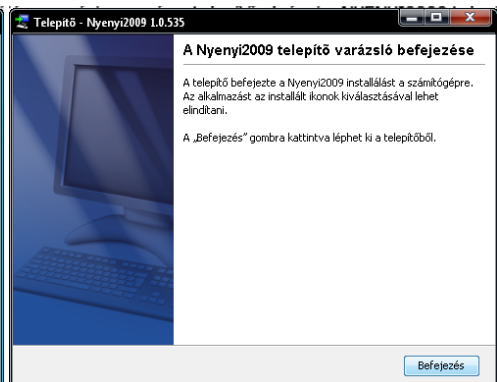 Telepítő - Nyenyi2009 1.0.535
A Nyenyi2009 telepítõ varázsló befejezése
A telepítő befejezte a Nyenyi2009 installálást a számítógépre.
Az alkalmazást az installált ikonok kiválasztásával lehet
elindítani.
A „Befejezés” gombra kattintva léphet ki a telepítőből.
Befejezés